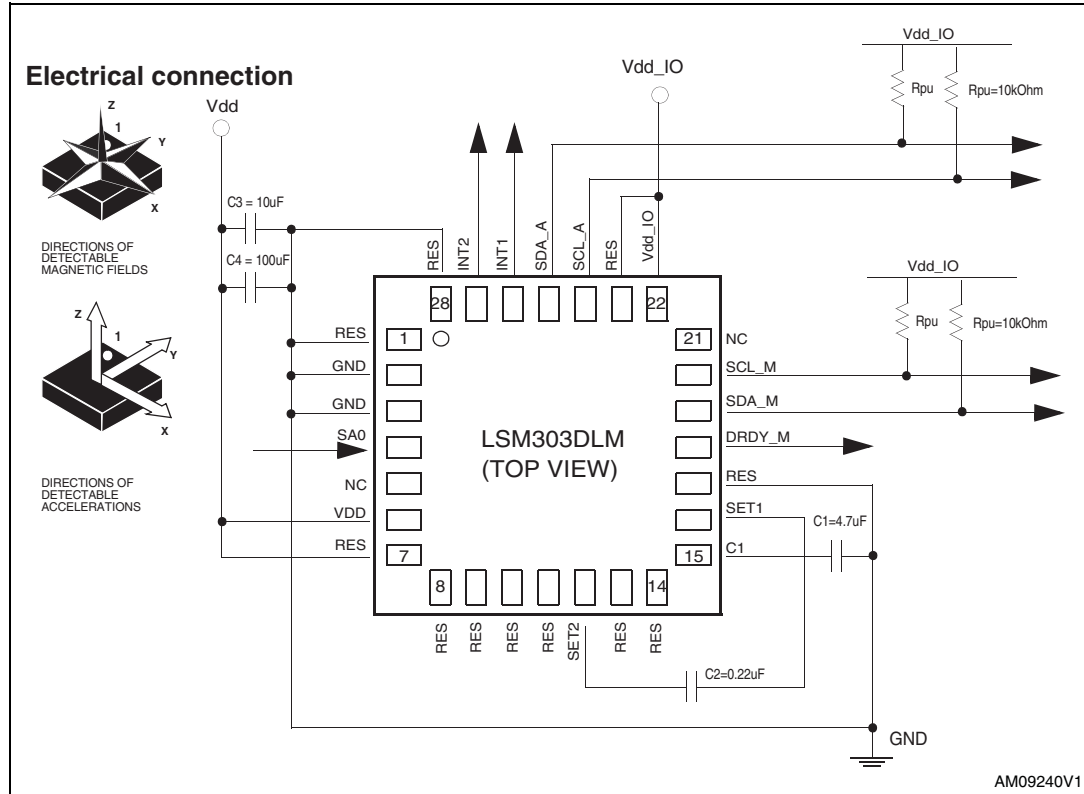 Electrical connection
Z
1
Y
X
DIRECTIONS OF
DETECTABLE
MAGNETIC FIELDS
Z
1
Y
X
DIRECTIONS OF
DETECTABLE
ACCELERATIONS
Vdd
C3 = 10uF
C4 = 100uF
Vdd_IO
Vdd_IO
Rpu
Rpu=10kOhm
Vdd_IO
Rpu
Rpu=10kOhm
RES
INT2
INT1
SDA_A
SCL_A
RES
Vdd_IO
28
22
RES
GND
GND
SA0
NC
VDD
RES
1
7
LSM303DLM
(TOP VIEW)
21
15
NC
SCL_M
SDA_M
DRDY_M
RES
SET1
C1
C1=4.7uF
8
14
RES
RES
RES
RES
SET2
RES
RES
C2=0.22uF
GND
AM09240V1